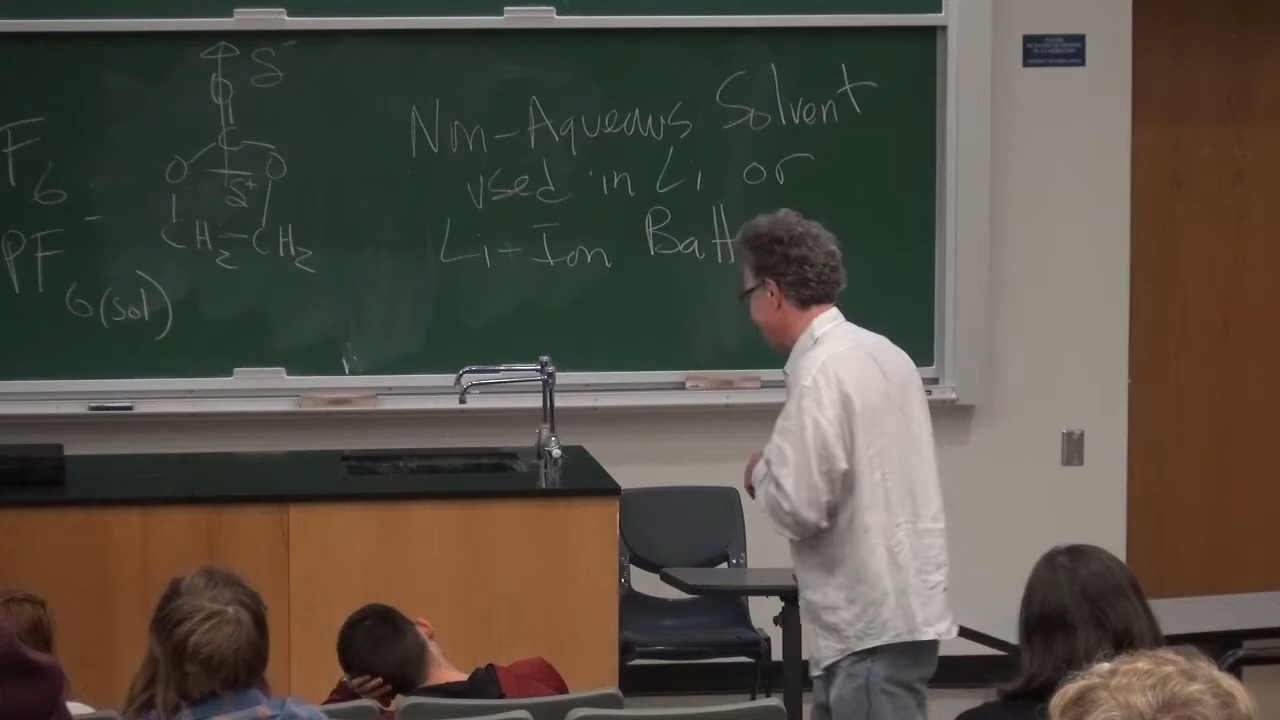 F6
PF6(sol)
-
δ-
O
C
O O
δ+
CH2-CH2
Non-Aqueous Solvent
used in Li or
Li-Ion Batt